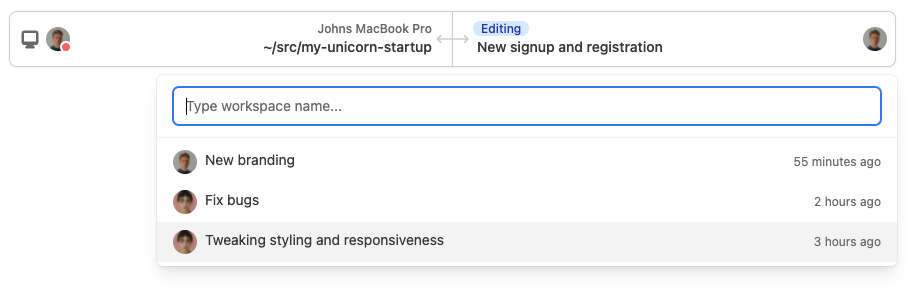 Johns MacBook Pro
~/src/my-unicorn-startup
Editing
New signup and registration
Type workspace name...
New branding
55 minutes ago
Fix bugs
2 hours ago
Tweaking styling and responsiveness
3 hours ago